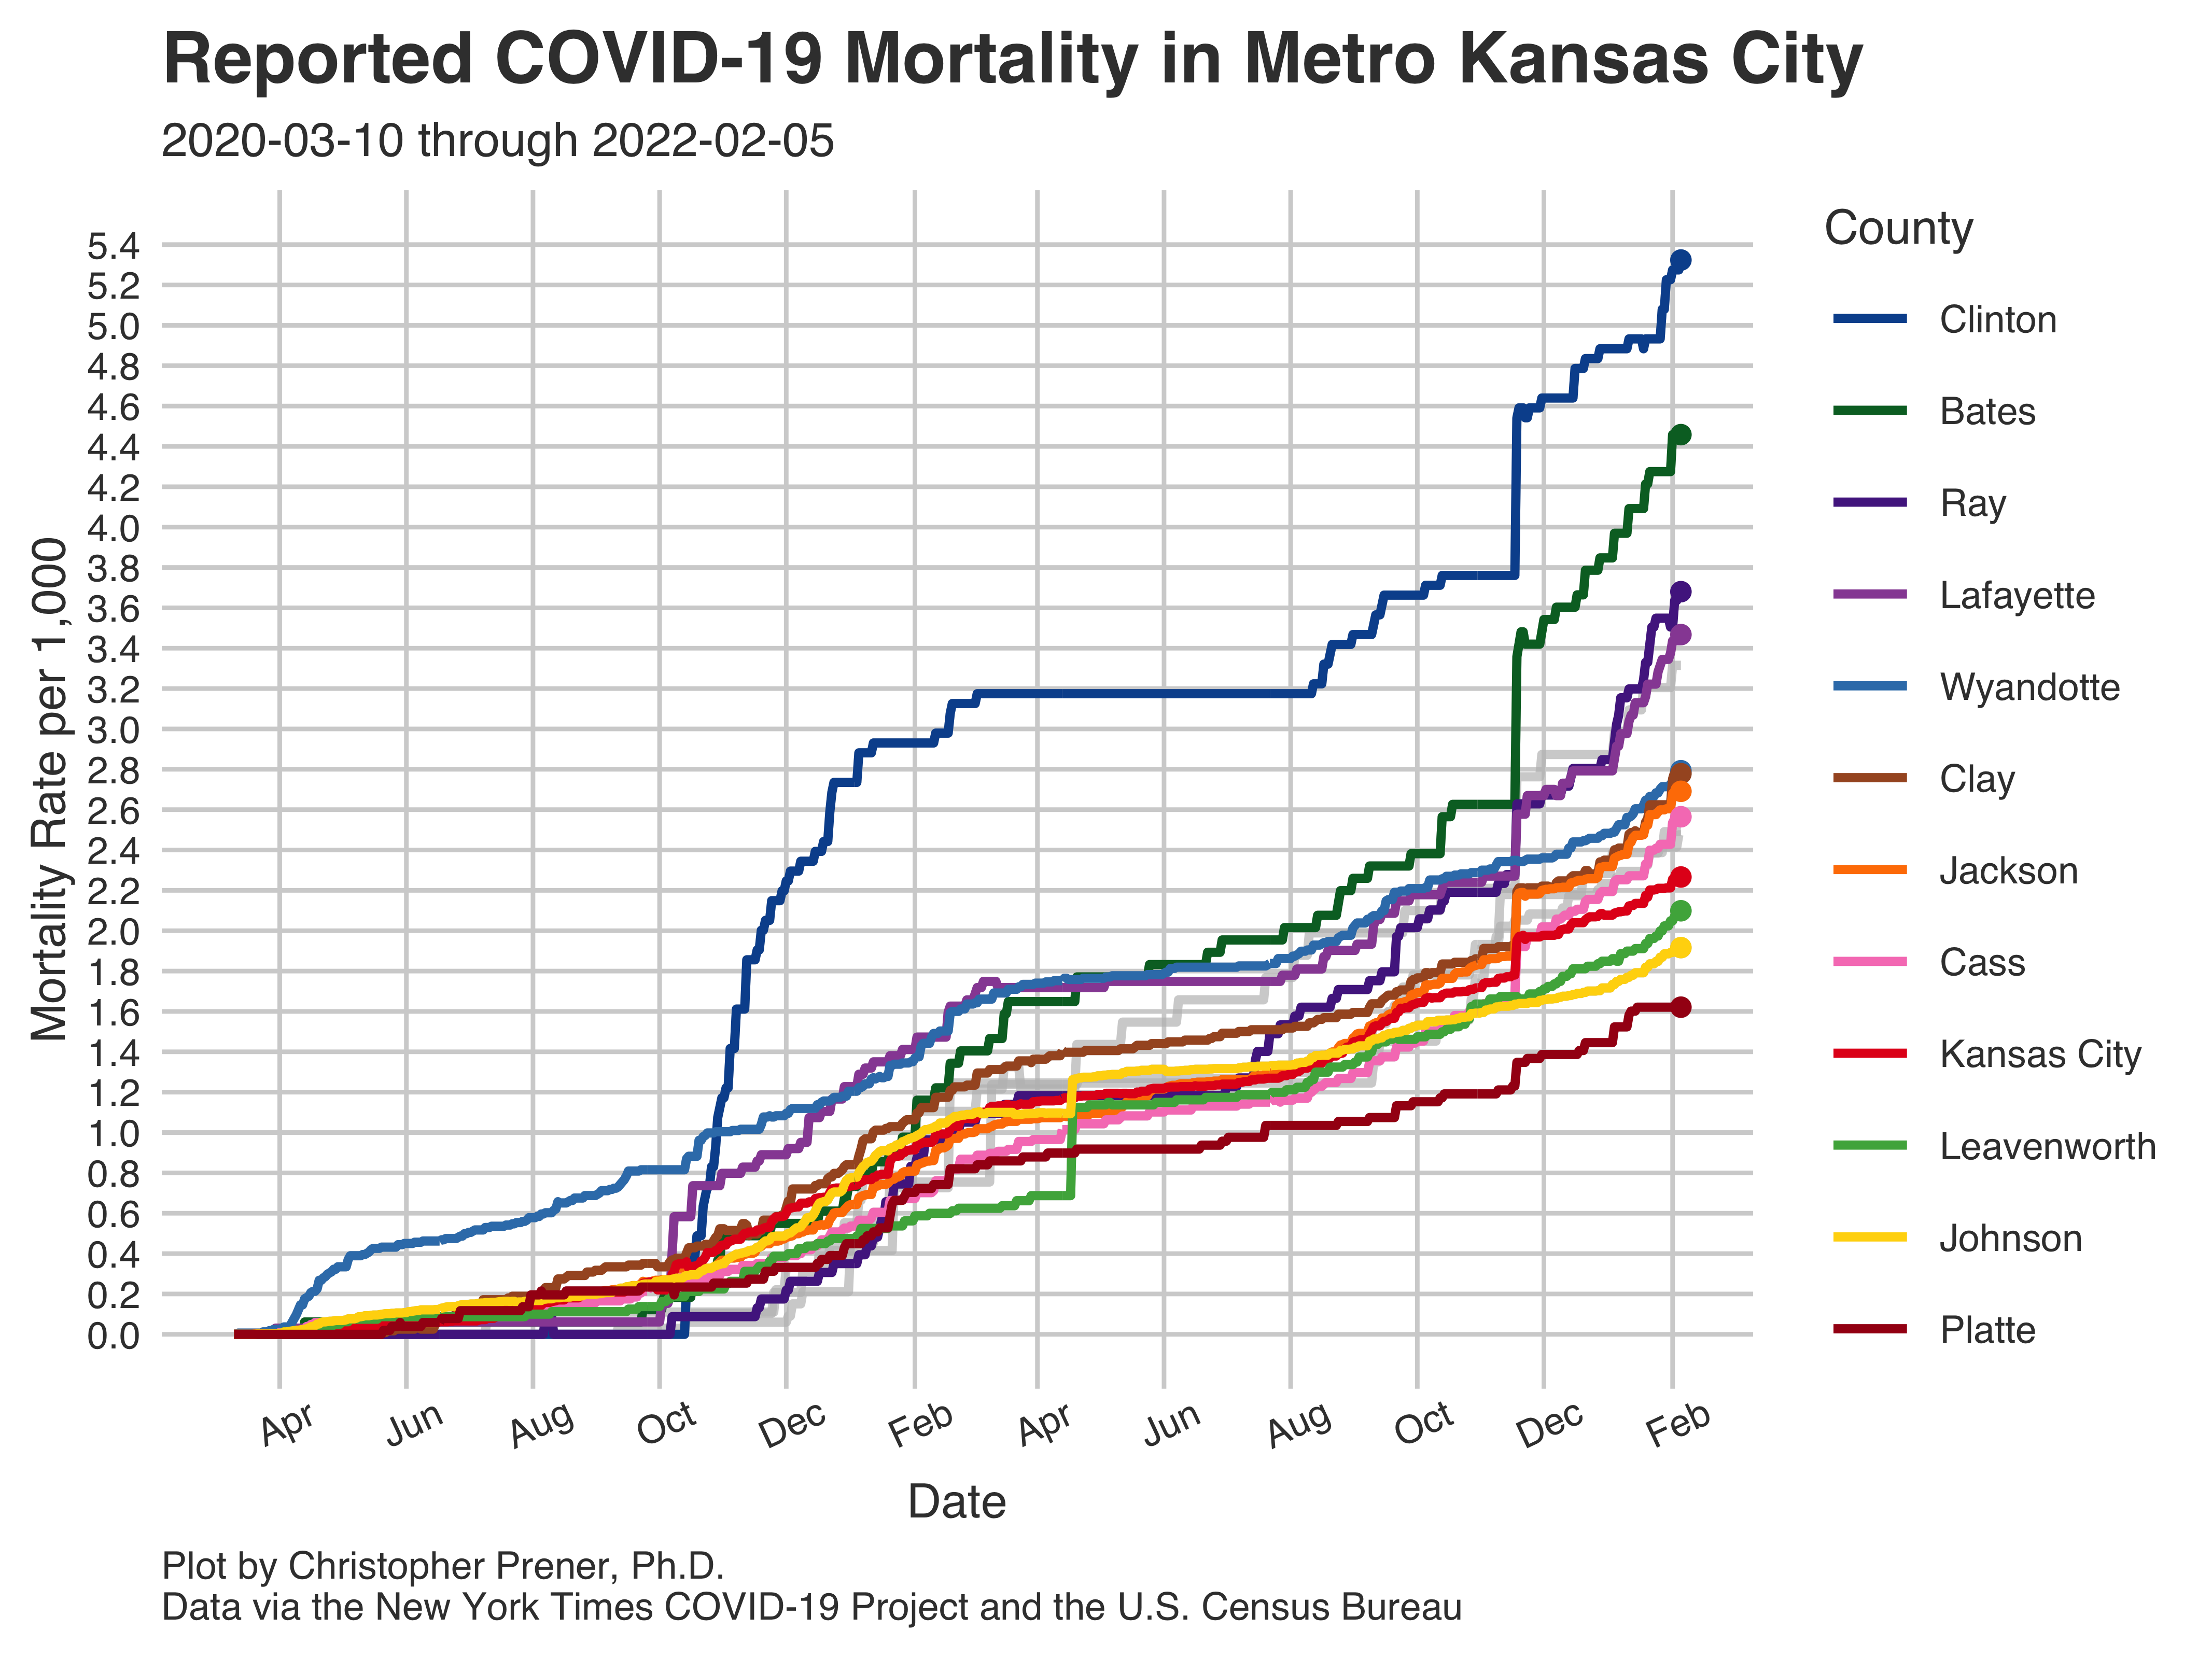 Reported COVID-19 Mortality in Metro Kansas City
2020-03-10 through 2022-02-05
Mortality Rate per 1,000
5.4
5.2
5.0
4.8
4.6
4.4
4.2
4.0
3.8
3.6
3.4
3.2
3.0
2.8
2.6
2.4
2.2
2.0
1.8
1.6
1.4
1.2
1.0
0.8
0.6
0.4
0.2
0.0
Apr Jun Aug Oct Dec Feb Apr Jun Aug Oct Dec Feb
Date
County
Clinton
Bates
Ray
Lafayette
Wyandotte
Clay
Jackson
Cass
Kansas City
Leavenworth
Johnson
Platte
Plot by Christopher Prener, Ph.D.
Data via the New York Times COVID-19 Project and the U.S. Census Bureau